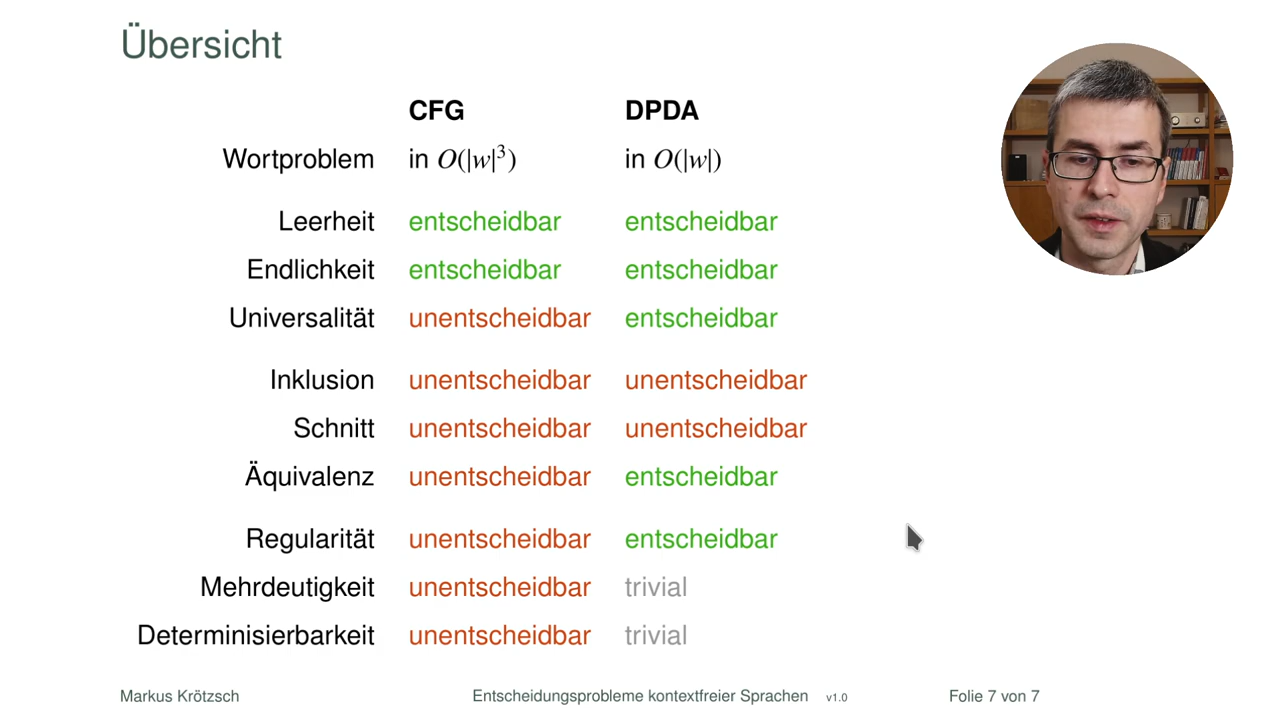 Übersicht
CFG DPDA
Wortproblem in O(|w|³) in O(|w|)
Leerheit entscheidbar entscheidbar
Endlichkeit entscheidbar entscheidbar
Universalität unentscheidbar entscheidbar
Inklusion unentscheidbar unentscheidbar
Schnitt unentscheidbar unentscheidbar
Äquivalenz unentscheidbar entscheidbar
Regularität unentscheidbar entscheidbar
Mehrdeutigkeit unentscheidbar trivial
Determinisierbarkeit unentscheidbar trivial
Markus Krötzsch Entscheidungsprobleme kontextfreier Sprachen v1.0 Folie 7 von 7